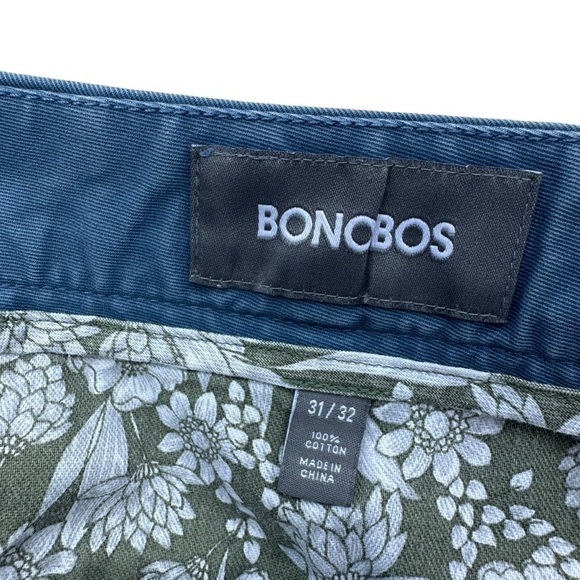 BONOBOS
31/32
100%
COTTON
MADE IN
CHINA